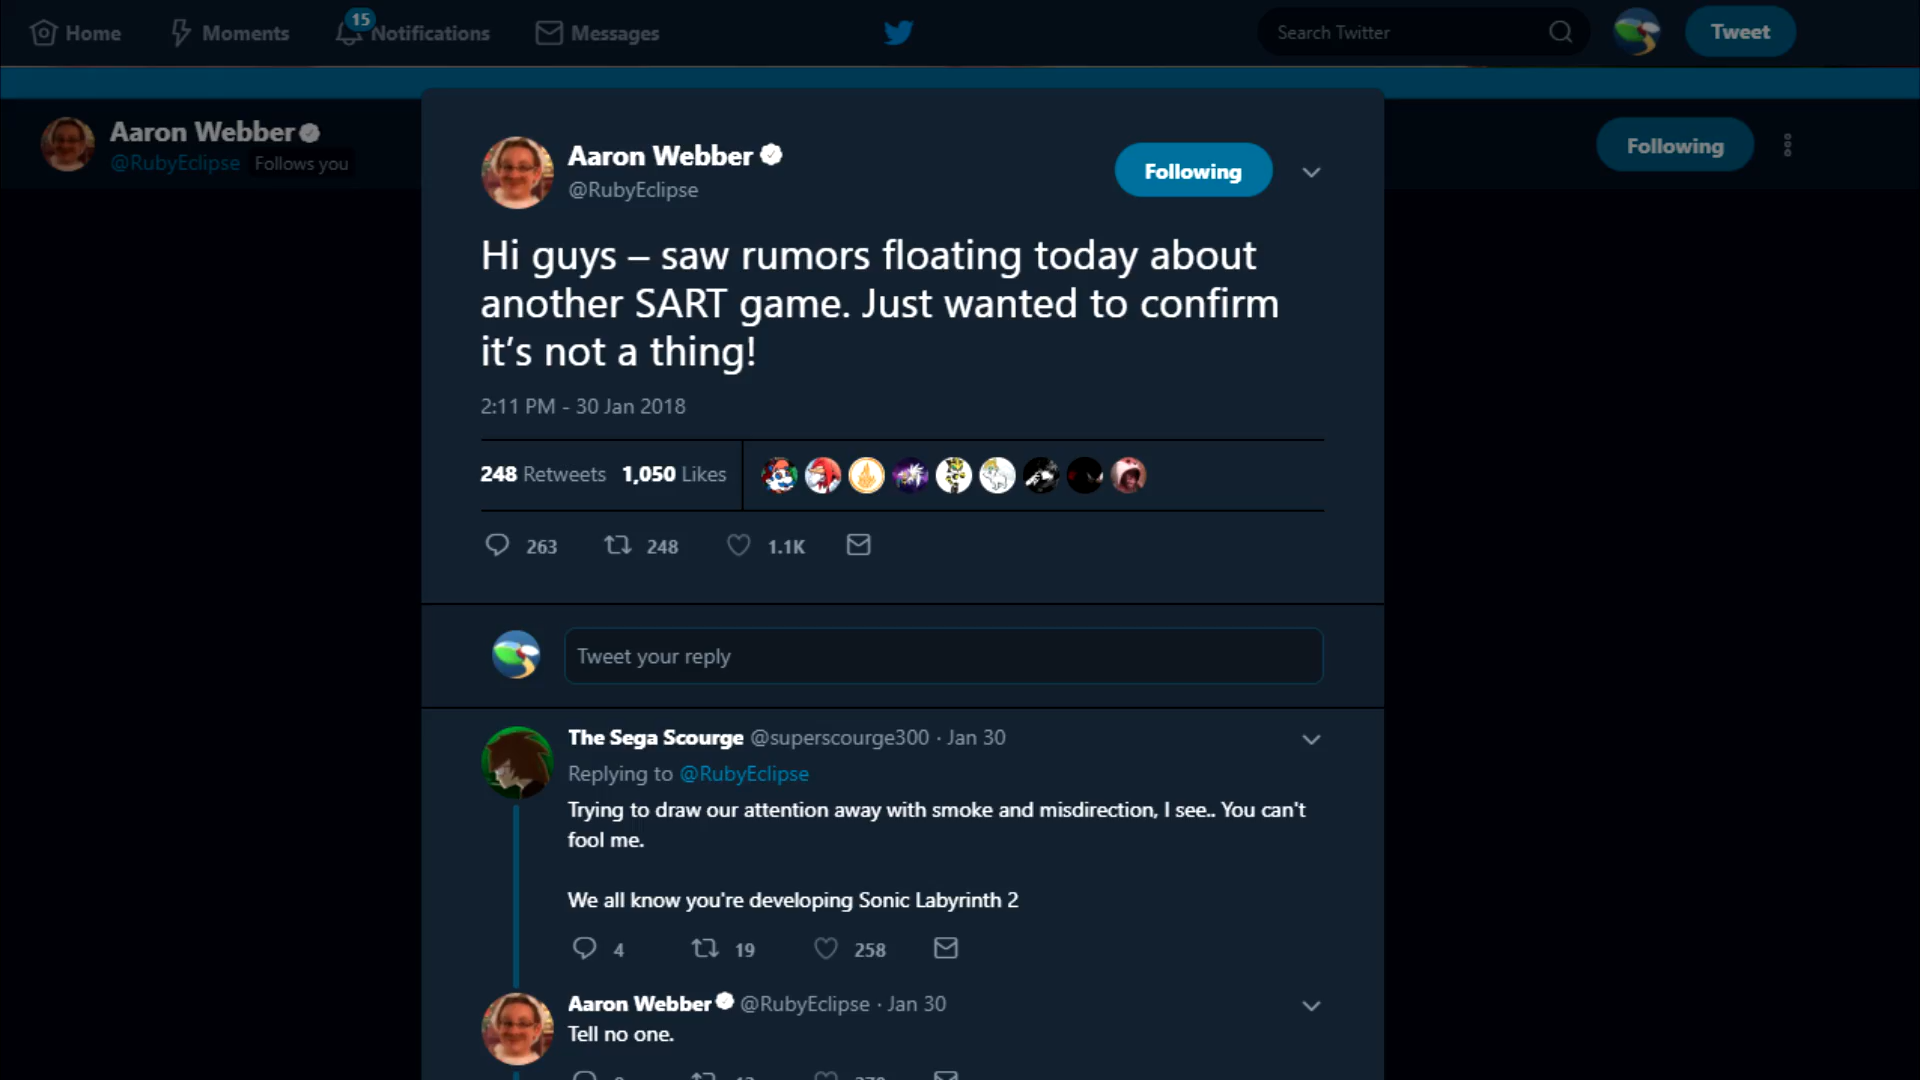 Home Moments 15 Notifications Messages Search Twitter Tweet
Aaron Webber
@RubyEclipse Follows you
Following
Aaron Webber
@RubyEclipse
Following
Hi guys – saw rumors floating today about
another SART game. Just wanted to confirm
it's not a thing!
2:11 PM - 30 Jan 2018
248 Retweets 1,050 Likes
263 248 1.1K
Tweet your reply
The Sega Scourge @superscourge300 · Jan 30
Replying to @RubyEclipse
Trying to draw our attention away with smoke and misdirection, I see.. You can't
fool me.
We all know you're developing Sonic Labyrinth 2
4 19 258
Aaron Webber @RubyEclipse · Jan 30
Tell no one.